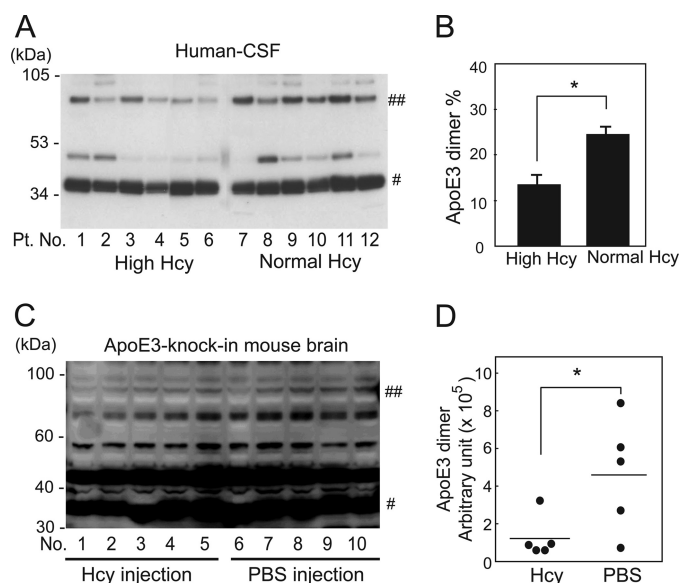 A
(kDa)
Human-CSF
105 -
53 -
34 -
##
#
Pt. No. 1 2 3 4 5 6 7 8 9 10 11 12
High Hcy Normal Hcy
B
ApoE3 dimer %
40
30
20
10
0
*
High Hcy Normal Hcy
C
(kDa)
ApoE3-knock-in mouse brain
100 -
60 -
40 -
30 -
##
#
No. 1 2 3 4 5 6 7 8 9 10
Hcy injection PBS injection
D
ApoE3 dimer
Arbitrary unit (x 10⁵)
10
8
6
4
2
0
*
Hcy PBS